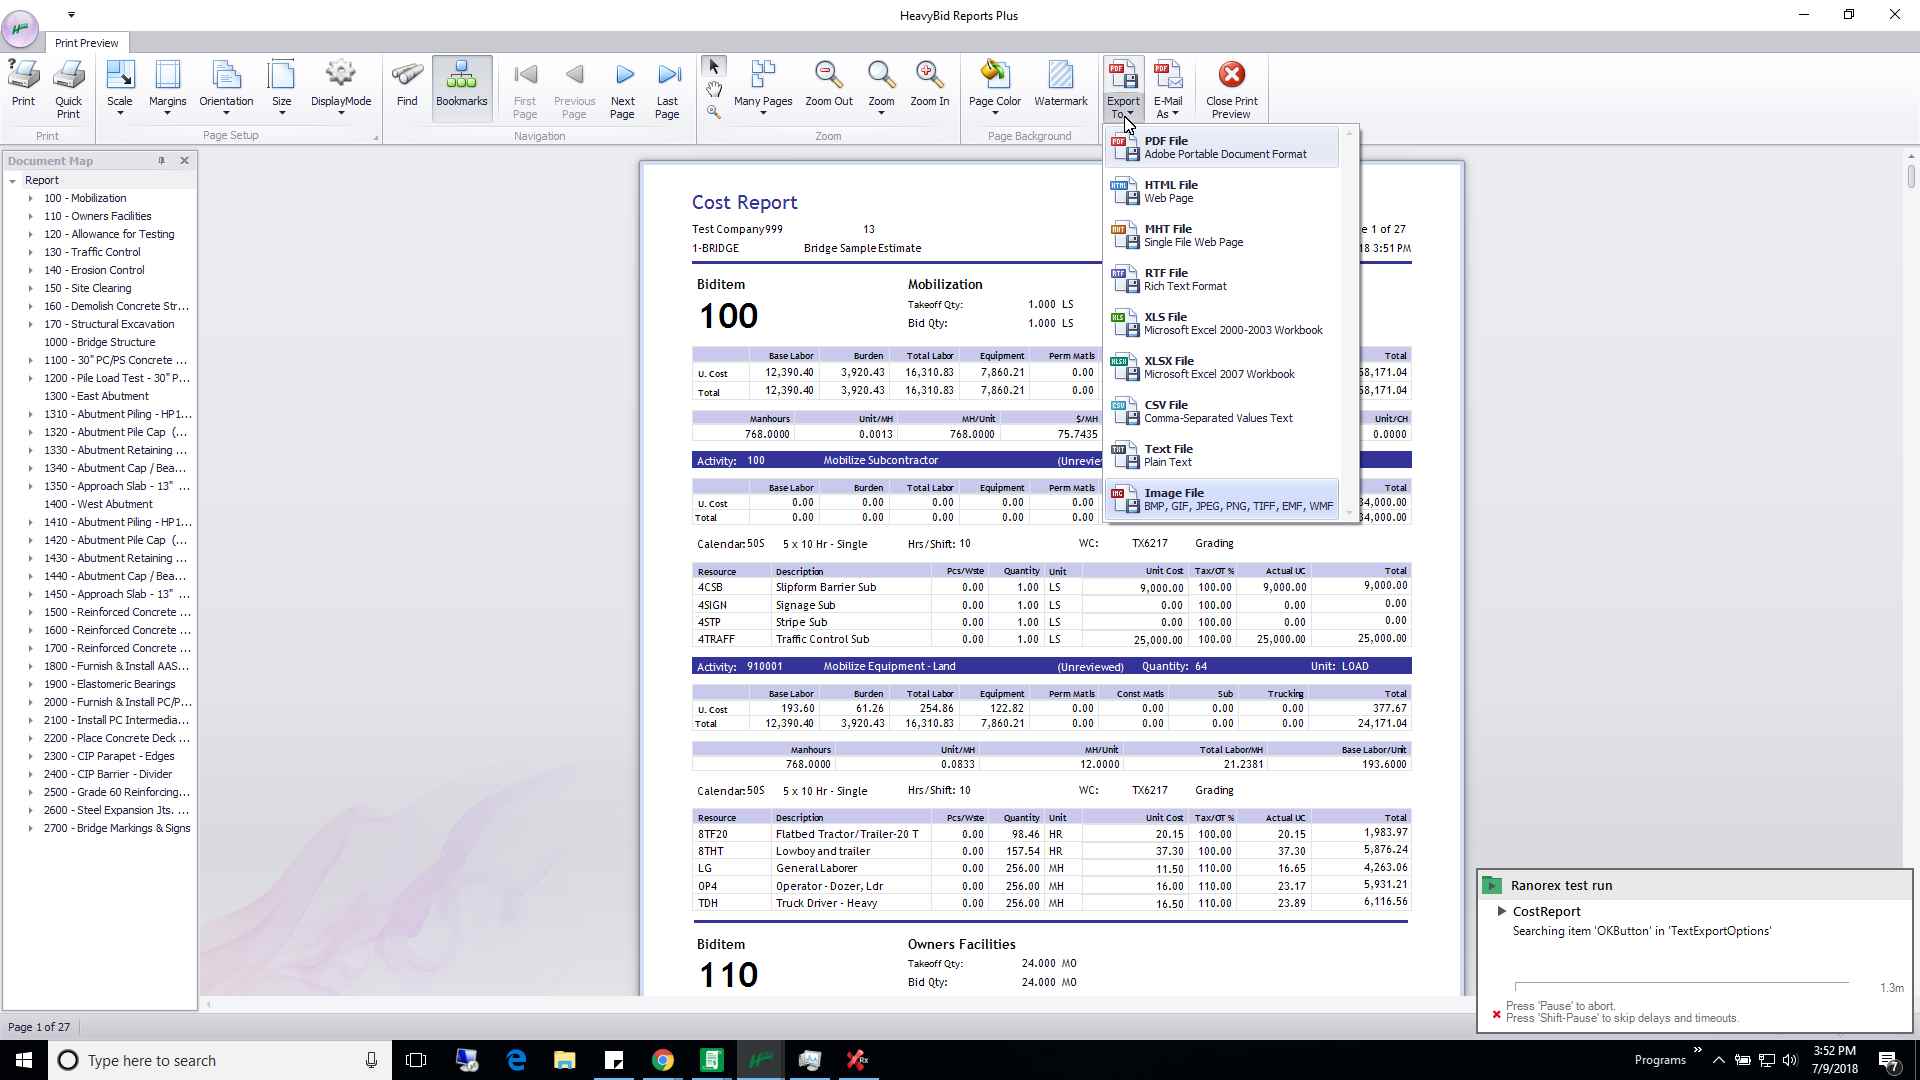 HeavyBid Reports Plus
Print Preview
Print
Quick Print
Scale
Margins
Orientation
Size
DisplayMode
Find
Bookmarks
First Page
Previous Page
Next Page
Last Page
Many Pages
Zoom Out
Zoom
Zoom In
Page Color
Watermark
Export To
E-Mail As
Close Print Preview
Print
Page Setup
Navigation
Zoom
Page Background
Document Map
Report
100 - Mobilization
110 - Owners Facilities
120 - Allowance for Testing
130 - Traffic Control
140 - Erosion Control
150 - Site Clearing
160 - Demolish Concrete Str...
170 - Structural Excavation
1000 - Bridge Structure
1100 - 30" PC/PS Concrete ...
1200 - Pile Load Test - 30" P...
1300 - East Abutment
1310 - Abutment Piling - HP1...
1320 - Abutment Pile Cap (...
1330 - Abutment Retaining ...
1340 - Abutment Cap / Bea...
1350 - Approach Slab - 13" ...
1400 - West Abutment
1410 - Abutment Piling - HP1...
1420 - Abutment Pile Cap (...
1430 - Abutment Retaining ...
1440 - Abutment Cap / Bea...
1450 - Approach Slab - 13" ...
1500 - Reinforced Concrete ...
1600 - Reinforced Concrete ...
1700 - Reinforced Concrete ...
1800 - Furnish & Install AAS...
1900 - Elastomeric Bearings
2000 - Furnish & Install PC/P...
2100 - Install PC Intermedia...
2200 - Place Concrete Deck ...
2300 - CIP Parapet - Edges
2400 - CIP Barrier - Divider
2500 - Grade 60 Reinforcing...
2600 - Steel Expansion Jts. ...
2700 - Bridge Markings & Signs
Cost Report
Test Company999 13 e 1 of 27
1-BRIDGE Bridge Sample Estimate 18 3:51 PM
Biditem Mobilization
100 Takeoff Qty: 1.000 LS
Bid Qty: 1.000 LS
Base Labor Burden Total Labor Equipment Perm Matls Total
U. Cost 12,390.40 3,920.43 16,310.83 7,860.21 0.00 58,171.04
Total 12,390.40 3,920.43 16,310.83 7,860.21 0.00 58,171.04
Manhours Unit/MH MH/Unit $/MH Unit/CH
768.0000 0.0013 768.0000 75.7435 0.0000
Activity: 100 Mobilize Subcontractor (Unrevie
Base Labor Burden Total Labor Equipment Perm Matls Total
U. Cost 0.00 0.00 0.00 0.00 0.00 34,000.00
Total 0.00 0.00 0.00 0.00 0.00 34,000.00
Calendar: 50S 5 x 10 Hr - Single Hrs/Shift: 10 WC: TX6217 Grading
Resource Description Pcs/Wste Quantity Unit Unit Cost Tax/OT % Actual UC Total
4CSB Slipform Barrier Sub 0.00 1.00 LS 9,000.00 100.00 9,000.00 9,000.00
4SIGN Signage Sub 0.00 1.00 LS 0.00 100.00 0.00 0.00
4STP Stripe Sub 0.00 1.00 LS 0.00 100.00 0.00 0.00
4TRAFF Traffic Control Sub 0.00 1.00 LS 25,000.00 100.00 25,000.00 25,000.00
Activity: 910001 Mobilize Equipment - Land (Unreviewed) Quantity: 64 Unit: LOAD
Base Labor Burden Total Labor Equipment Perm Matls Const Matls Sub Trucking Total
U. Cost 193.60 61.26 254.86 122.82 0.00 0.00 0.00 0.00 377.67
Total 12,390.40 3,920.43 16,310.83 7,860.21 0.00 0.00 0.00 0.00 24,171.04
Manhours Unit/MH MH/Unit Total Labor/MH Base Labor/Unit
768.0000 0.0833 12.0000 21.2381 193.6000
Calendar: 50S 5 x 10 Hr - Single Hrs/Shift: 10 WC: TX6217 Grading
Resource Description Pcs/Wste Quantity Unit Unit Cost Tax/OT % Actual UC Total
8TF20 Flatbed Tractor/Trailer-20 T 0.00 98.46 HR 20.15 100.00 20.15 1,983.97
8THT Lowboy and trailer 0.00 157.54 HR 37.30 100.00 37.30 5,876.24
LG General Laborer 0.00 256.00 MH 11.50 110.00 16.65 4,263.06
OP4 Operator - Dozer, Ldr 0.00 256.00 MH 16.00 110.00 23.17 5,931.21
TDH Truck Driver - Heavy 0.00 256.00 MH 16.50 110.00 23.89 6,116.56
Biditem Owners Facilities
110 Takeoff Qty: 24.000 MO
Bid Qty: 24.000 MO
PDF File
Adobe Portable Document Format
HTML File
Web Page
MHT File
Single File Web Page
RTF File
Rich Text Format
XLS File
Microsoft Excel 2000-2003 Workbook
XLSX File
Microsoft Excel 2007 Workbook
CSV File
Comma-Separated Values Text
Text File
Plain Text
Image File
BMP, GIF, JPEG, PNG, TIFF, EMF, WMF
Ranorex test run
CostReport
Searching item 'OKButton' in 'TextExportOptions'
1.3m
Press 'Pause' to abort.
Press 'Shift-Pause' to skip delays and timeouts.
Page 1 of 27
Type here to search
Programs
3:52 PM
7/9/2018
7